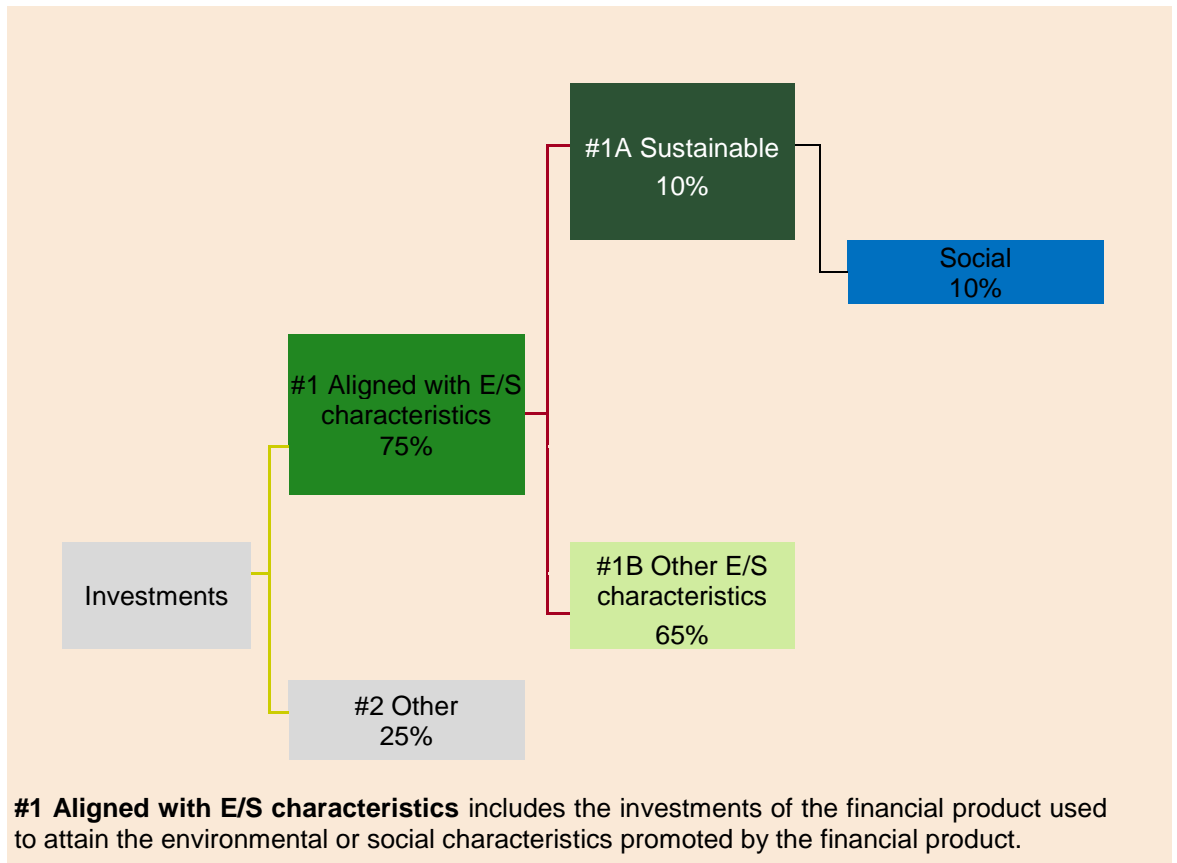 #1A Sustainable
10%
Social
10%
#1 Aligned with E/S
characteristics
75%
Investments
#1B Other E/S
characteristics
65%
#2 Other
25%
#1 Aligned with E/S characteristics includes the investments of the financial product used
to attain the environmental or social characteristics promoted by the financial product.